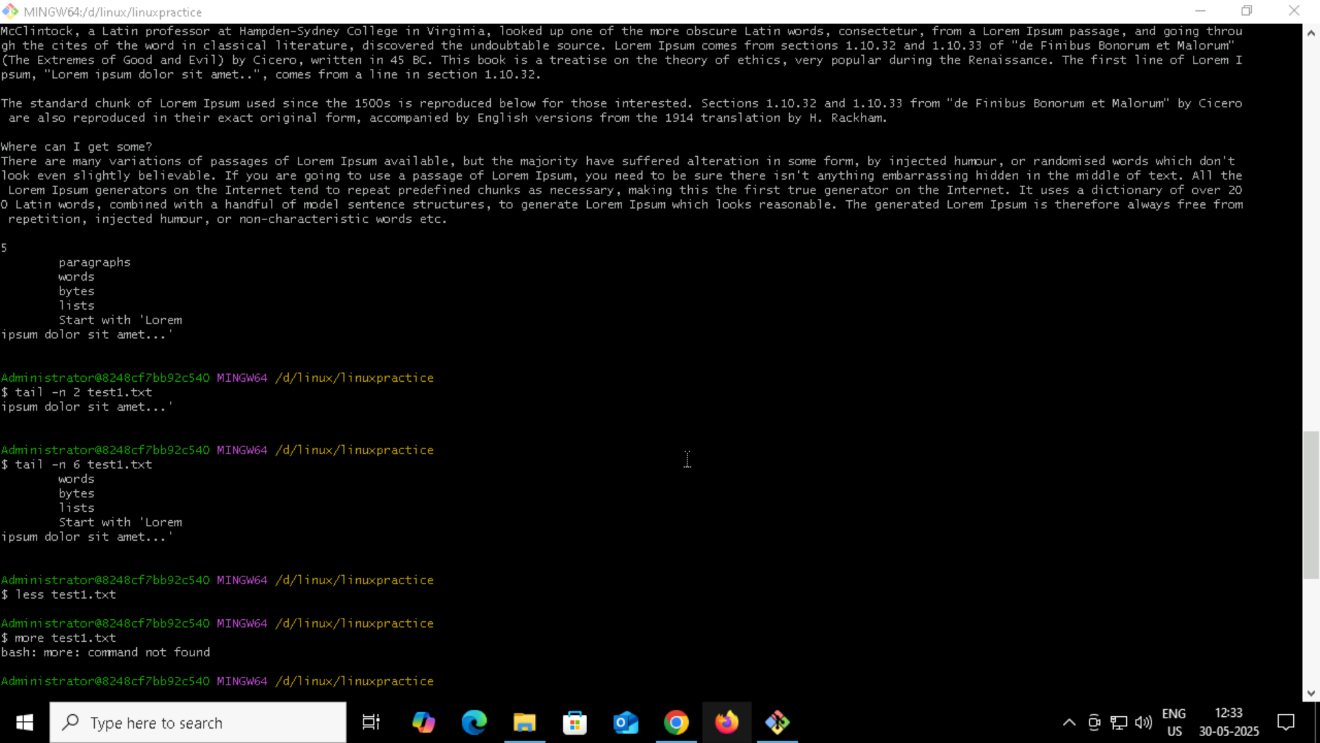 MINGW64:/d/linux/linuxpractice
McClintock, a Latin professor at Hampden-Sydney College in Virginia, looked up one of the more obscure Latin words, consectetur, from a Lorem Ipsum passage, and going throu
gh the cites of the word in classical literature, discovered the undoubtable source. Lorem Ipsum comes from sections 1.10.32 and 1.10.33 of "de Finibus Bonorum et Malorum"
(The Extremes of Good and Evil) by Cicero, written in 45 BC. This book is a treatise on the theory of ethics, very popular during the Renaissance. The first line of Lorem I
psum, "Lorem ipsum dolor sit amet..", comes from a line in section 1.10.32.
The standard chunk of Lorem Ipsum used since the 1500s is reproduced below for those interested. Sections 1.10.32 and 1.10.33 from "de Finibus Bonorum et Malorum" by Cicero
are also reproduced in their exact original form, accompanied by English versions from the 1914 translation by H. Rackham.
Where can I get some?
There are many variations of passages of Lorem Ipsum available, but the majority have suffered alteration in some form, by injected humour, or randomised words which don't
look even slightly believable. If you are going to use a passage of Lorem Ipsum, you need to be sure there isn't anything embarrassing hidden in the middle of text. All the
Lorem Ipsum generators on the Internet tend to repeat predefined chunks as necessary, making this the first true generator on the Internet. It uses a dictionary of over 20
0 Latin words, combined with a handful of model sentence structures, to generate Lorem Ipsum which looks reasonable. The generated Lorem Ipsum is therefore always free from
repetition, injected humour, or non-characteristic words etc.
5
paragraphs
words
bytes
lists
Start with 'Lorem
ipsum dolor sit amet...'
Administrator@8248cf7bb92c540 MINGW64 /d/linux/linuxpractice
$ tail -n 2 test1.txt
ipsum dolor sit amet...'
Administrator@8248cf7bb92c540 MINGW64 /d/linux/linuxpractice
$ tail -n 6 test1.txt
words
bytes
lists
Start with 'Lorem
ipsum dolor sit amet...'
Administrator@8248cf7bb92c540 MINGW64 /d/linux/linuxpractice
$ less test1.txt
Administrator@8248cf7bb92c540 MINGW64 /d/linux/linuxpractice
$ more test1.txt
bash: more: command not found
Administrator@8248cf7bb92c540 MINGW64 /d/linux/linuxpractice
Type here to search
ENG
US
12:33
30-05-2025